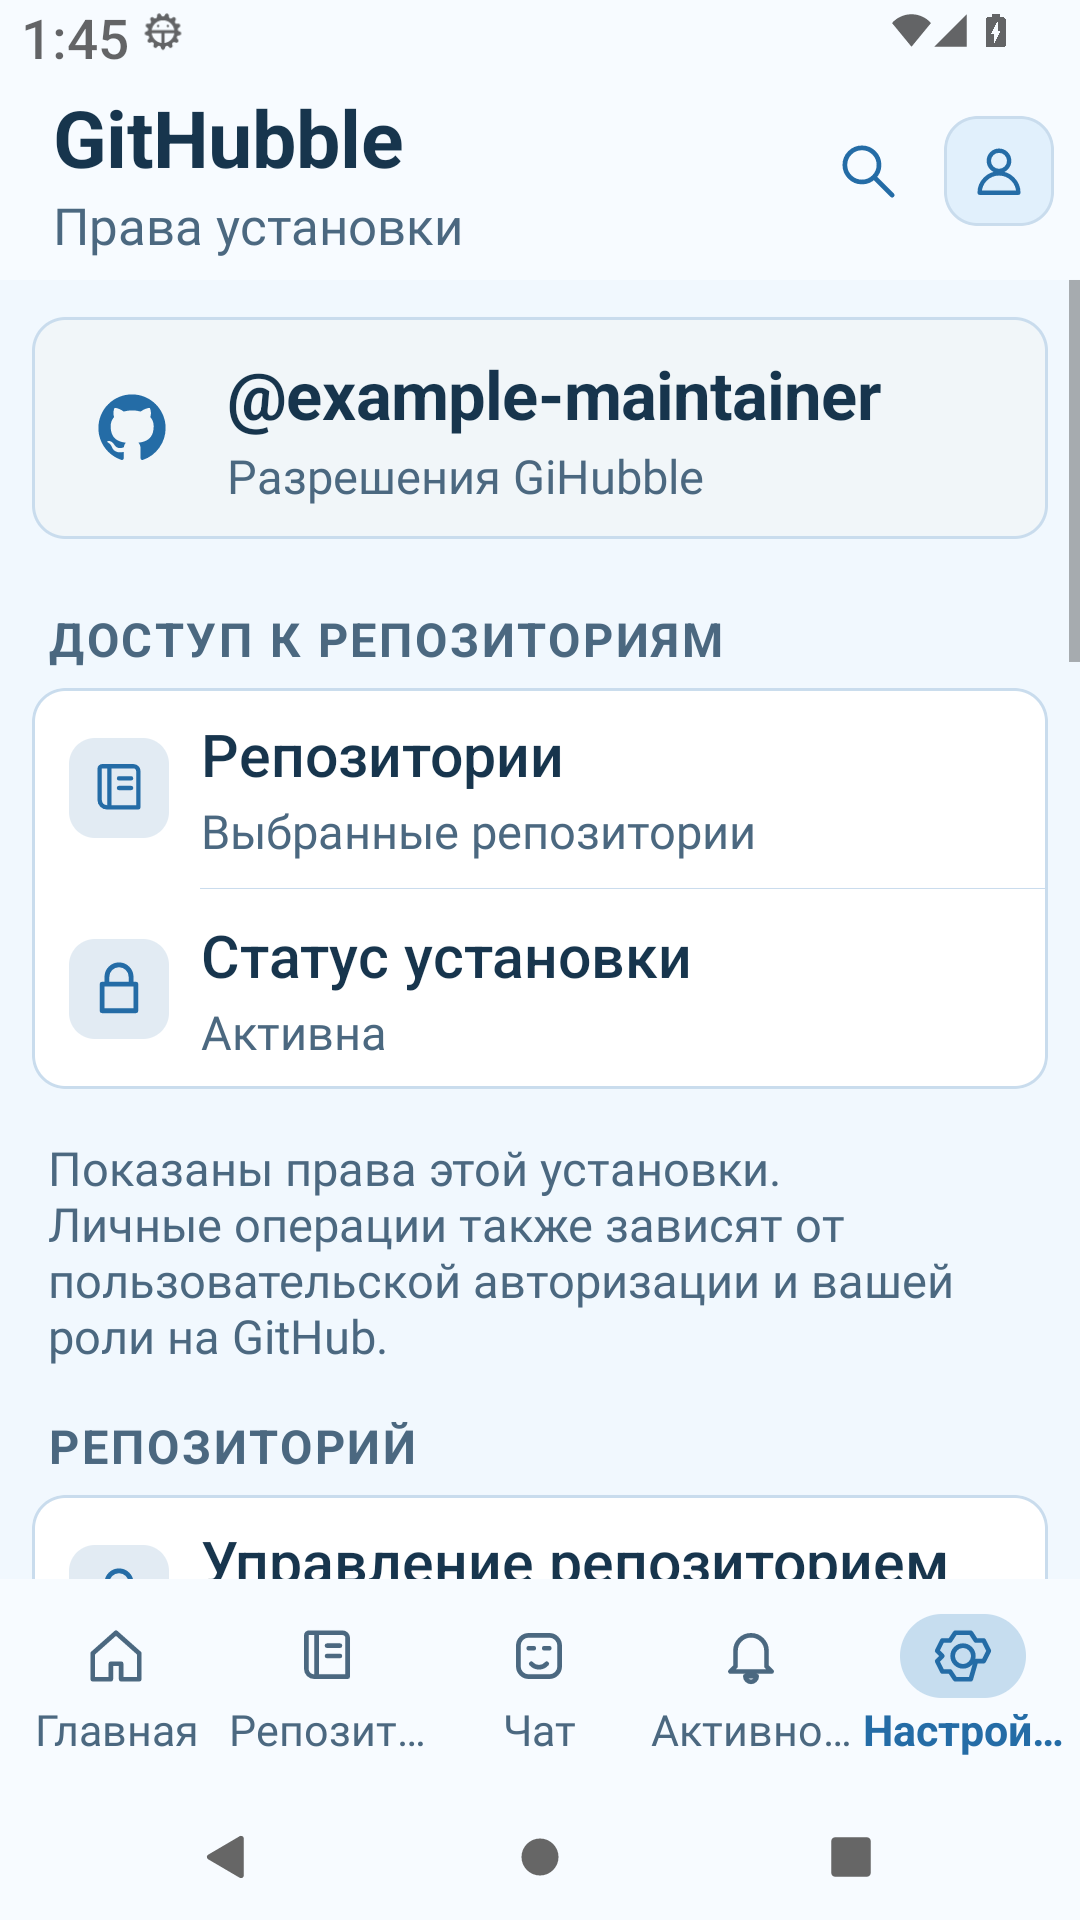 1:45
GitHubble
Права установки
@example-maintainer
Разрешения GiHubble
ДОСТУП К РЕПОЗИТОРИЯМ
Репозитории
Выбранные репозитории
Статус установки
Активна
Показаны права этой установки.
Личные операции также зависят от
пользовательской авторизации и вашей
роли на GitHub.
РЕПОЗИТОРИЙ
Управление репозиторием
Главная
Репозит...
Чат
Активно...
Настрой...